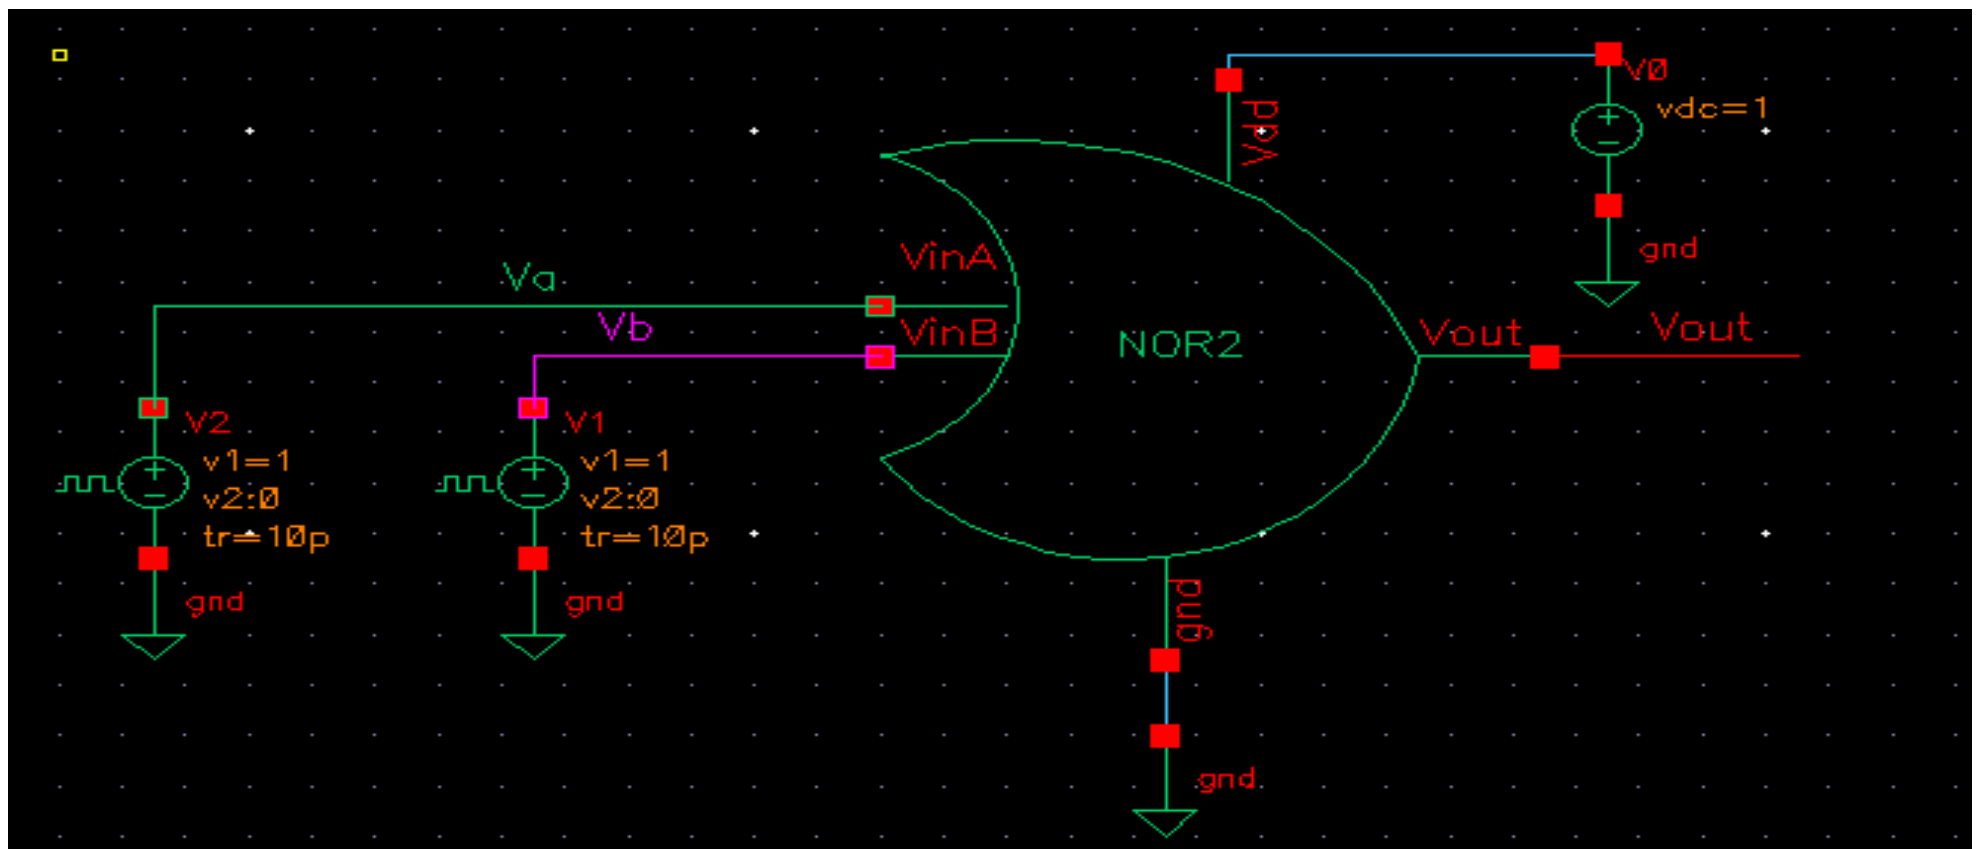 V0
vdc=1
Vdd
gnd
VinA
Va
Vb
VinB
NOR2
Vout
Vout
V2
v1=1
v2:0
tr=10p
gnd
V1
v1=1
v2:0
tr=10p
gnd
gnd
gnd